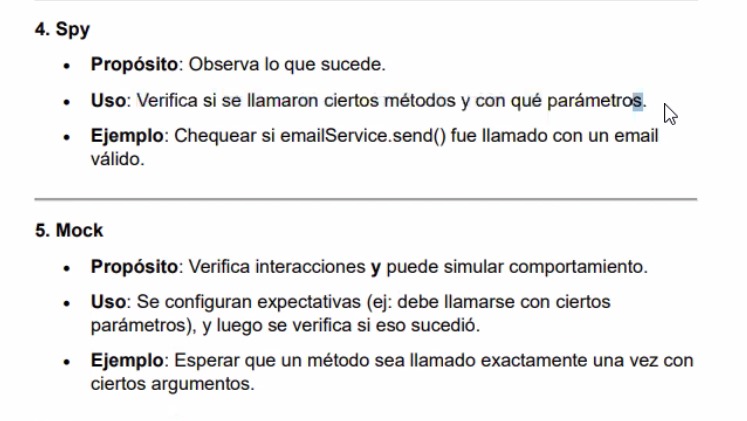 4. Spy
• Propósito: Observa lo que sucede.
• Uso: Verifica si se llamaron ciertos métodos y con qué parámetros.
• Ejemplo: Chequear si emailService.send() fue llamado con un email
válido.
5. Mock
• Propósito: Verifica interacciones y puede simular comportamiento.
• Uso: Se configuran expectativas (ej: debe llamarse con ciertos
parámetros), y luego se verifica si eso sucedió.
• Ejemplo: Esperar que un método sea llamado exactamente una vez con
ciertos argumentos.